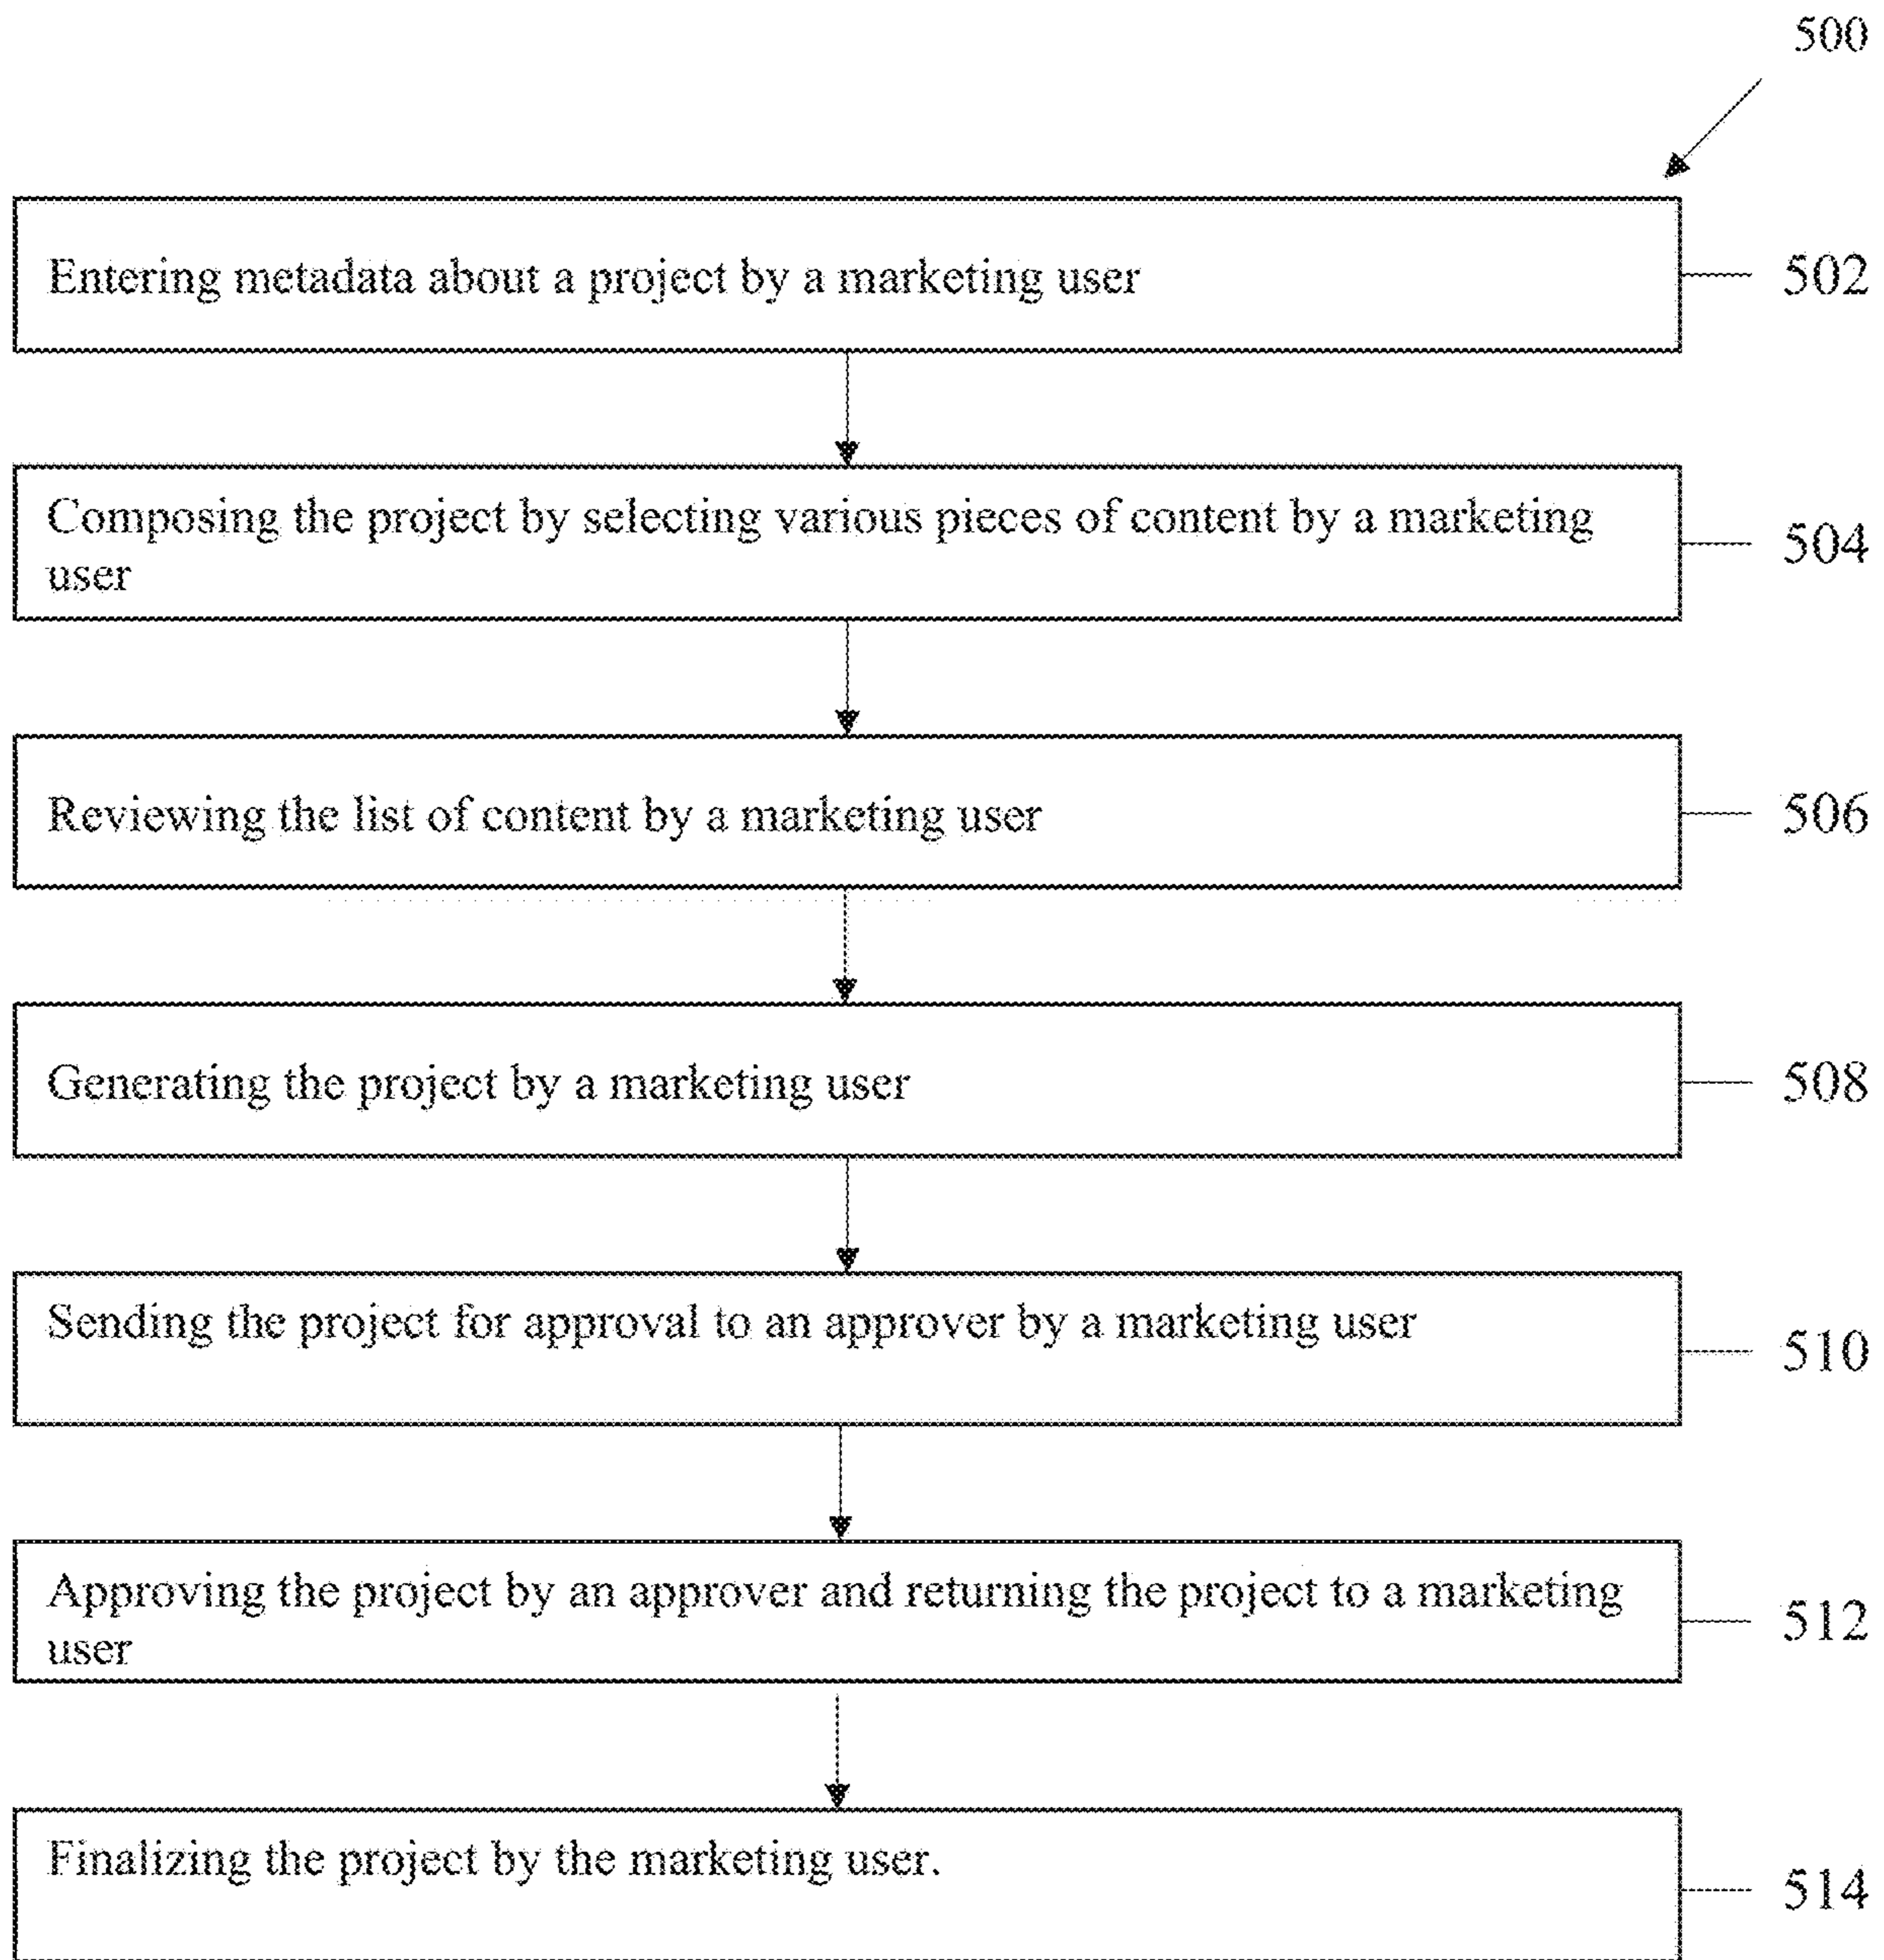 500
Entering metadata about a project by a marketing user
502
Composing the project by selecting various pieces of content by a marketing
user
504
Reviewing the list of content by a marketing user
506
Generating the project by a marketing user
508
Sending the project for approval to an approver by a marketing user
510
Approving the project by an approver and returning the project to a marketing
user
512
Finalizing the project by the marketing user.
514